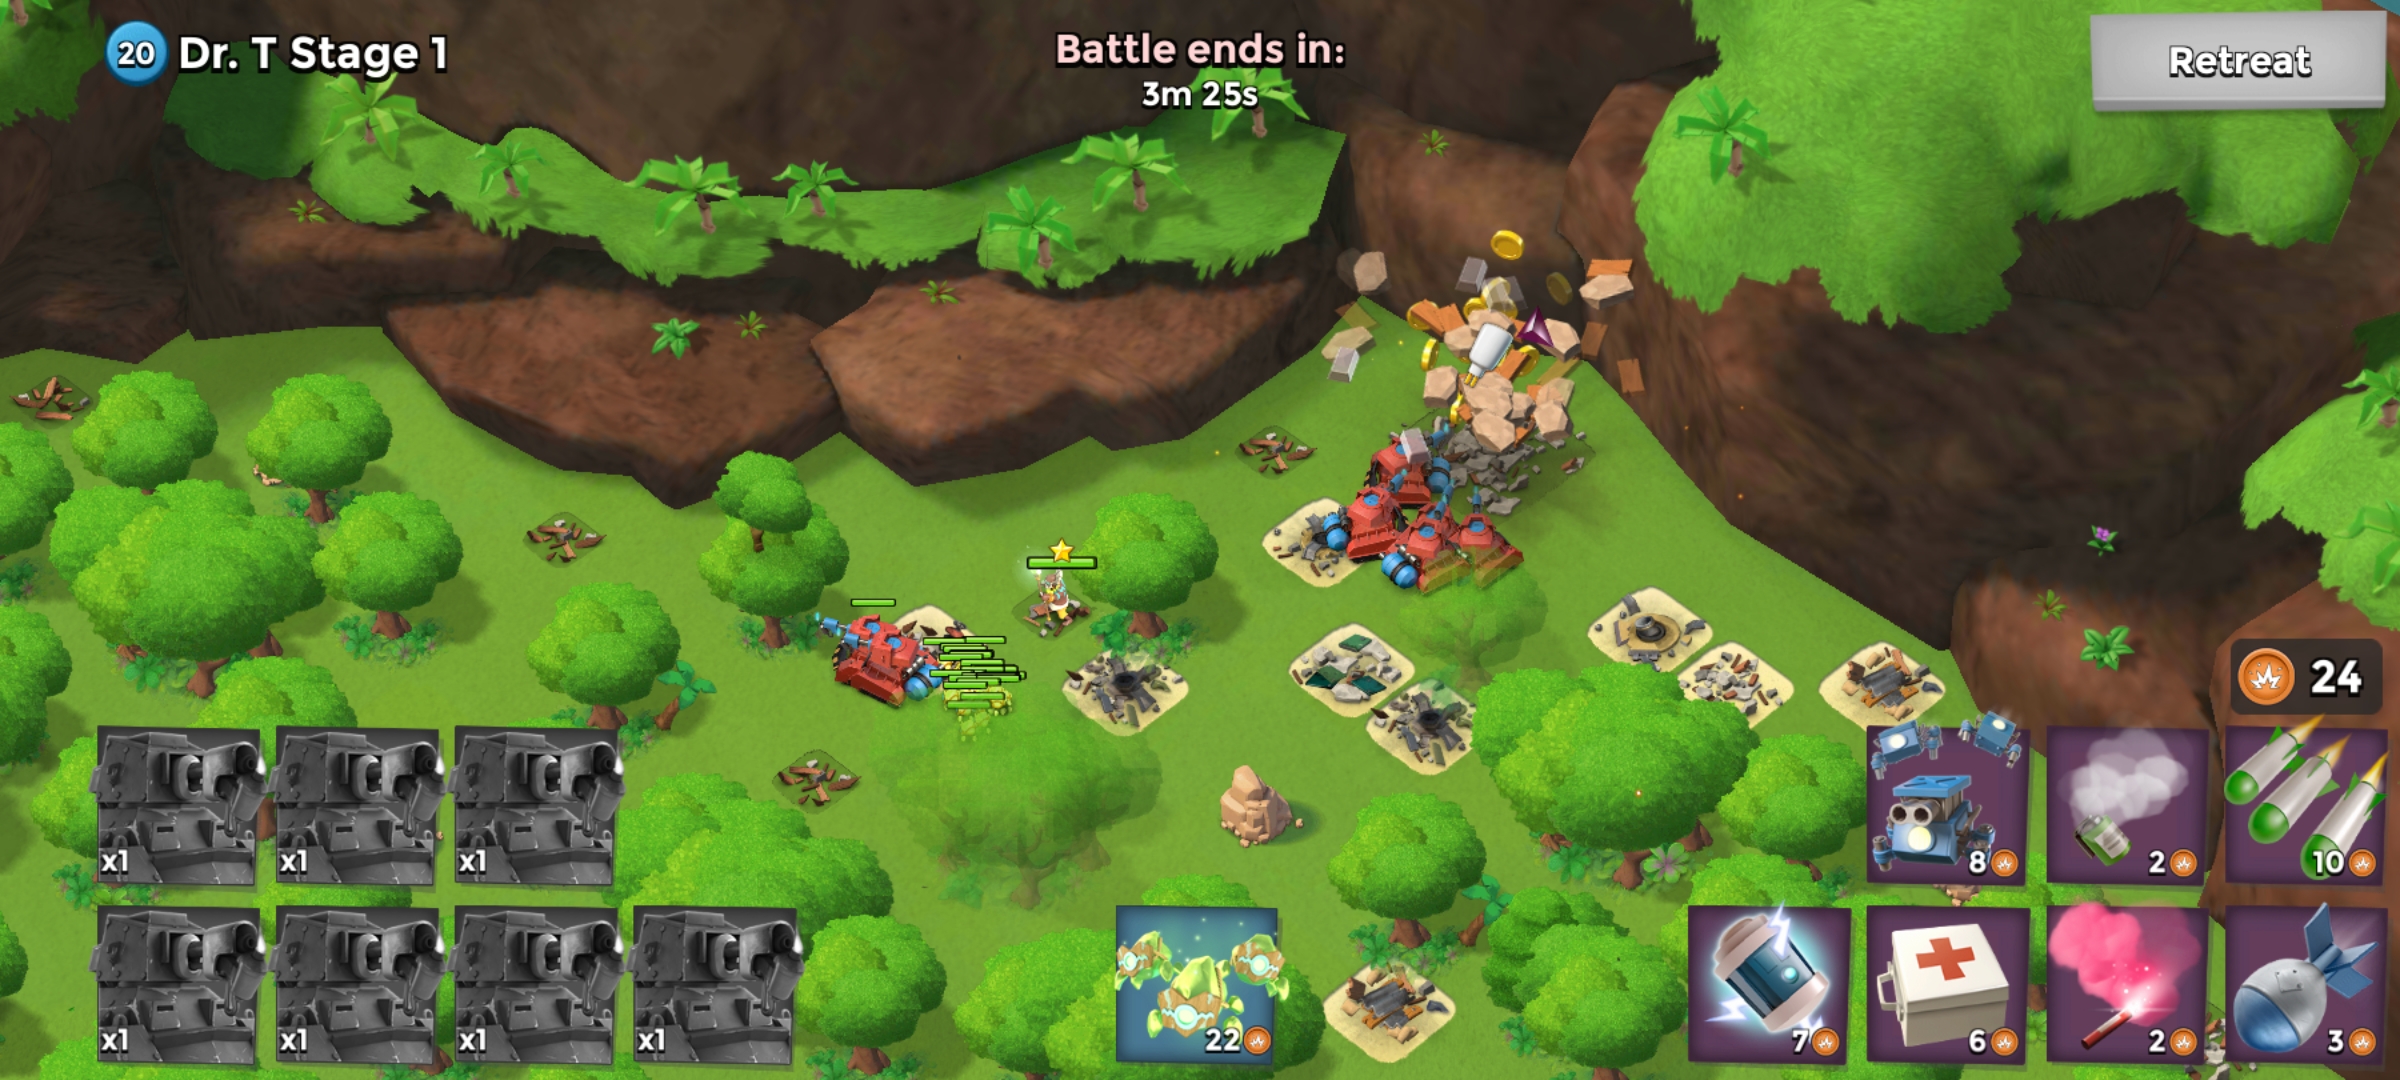 20 Dr. T Stage 1
Battle ends in:
3m 25s
Retreat
24
x1 x1 x1
8 2 10
x1 x1 x1 x1
22
7 6 2 3